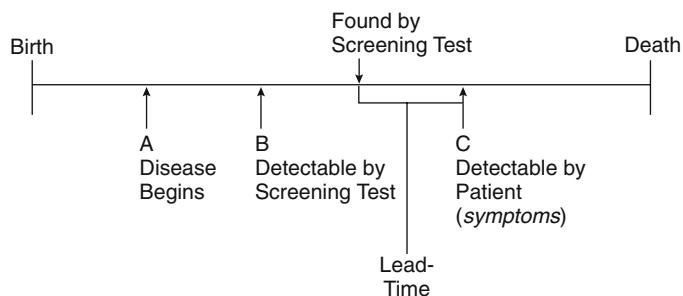 Birth
Found by
Screening Test
Death
A
Disease
Begins
B
Detectable by
Screening Test
C
Detectable by
Patient
(symptoms)
Lead-
Time